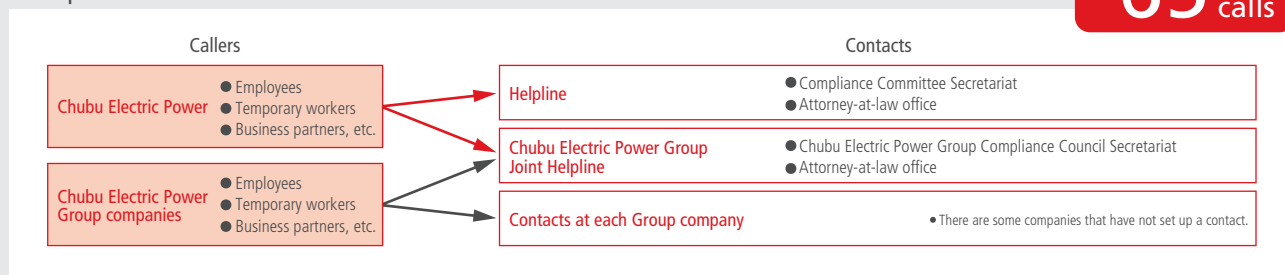 calls
Callers
Contacts
Chubu Electric Power
● Employees
● Temporary workers
● Business partners, etc.
Chubu Electric Power
Group companies
● Employees
● Temporary workers
● Business partners, etc.
Helpline
● Compliance Committee Secretariat
● Attorney-at-law office
Chubu Electric Power Group
Joint Helpline
● Chubu Electric Power Group Compliance Council Secretariat
● Attorney-at-law office
Contacts at each Group company
● There are some companies that have not set up a contact.